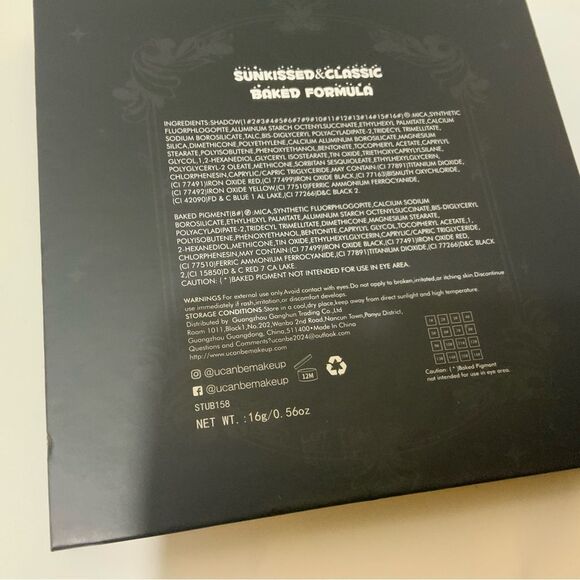 SUNKISSED&CLASSIC
BAKED FORMULA
INGREDIENTS:SHADOW(1#2#3#4#5#6#7#9#10#11#12#13#14#15#16#)℗:MICA,SYNTHETIC
FLUORPHLOGOPITE,ALUMINUM STARCH OCTENYLSUCCINATE,ETHYLHEXYL PALMITATE,CALCIUM
SODIUM BOROSILICATE,TALC,BIS-DIGLYCERYL POLYACYLADIPATE-2,TRIDECYL TRIMELLITATE,
SILICA,DIMETHICONE,POLYETHYLENE,CALCIUM ALUMINUM BOROSILICATE,MAGNESIUM
STEARATE,POLYISOBUTENE,PHENOXYETHANOL,BENTONITE,TOCOPHERYL ACETATE,CAPRYLYL
GLYCOL,1,2-HEXANEDIOL,GLYCERYL ISOSTEARATE,TIN OXIDE,TRIETHOXYCAPRYLYLSILANE,
POLYGLYCERYL-2 OLEATE,METHICONE,SORBITAN SESQUIOLEATE,ETHYLHEXYLGLYCERIN,
CHLORPHENESIN,CAPRYLIC/CAPRIC TRIGLYCERIDE,MAY CONTAIN:(CI 77891)TITANIUM DIOXIDE,
(CI 77491)IRON OXIDE RED,(CI 77499)IRON OXIDE BLACK,(CI 77163)BISMUTH OXYCHLORIDE,
(CI 77492)IRON OXIDE YELLOW,(CI 77510)FERRIC AMMONIUM FERROCYANIDE,
(CI 42090)FD & C BLUE 1 AL LAKE,(CI 77266)D&C BLACK 2.
BAKED PIGMENT(8#)℗:MICA,SYNTHETIC FLUORPHLOGOPITE,CALCIUM SODIUM
BOROSILICATE,ETHYLHEXYL PALMITATE,ALUMINUM STARCH OCTENYLSUCCINATE,BIS-DIGLYCERYL
POLYACYLADIPATE-2,TRIDECYL TRIMELLITATE,DIMETHICONE,MAGNESIUM STEARATE,
POLYISOBUTENE,PHENOXYETHANOL,BENTONITE,CAPRYLYL GLYCOL,TOCOPHERYL ACETATE,1,
2-HEXANEDIOL,METHICONE,TIN OXIDE,ETHYLHEXYLGLYCERIN,CAPRYLIC/CAPRIC TRIGLYCERIDE,
CHLORPHENESIN,MAY CONTAIN:(CI 77499)IRON OXIDE BLACK,(CI 77491)IRON OXIDE RED,
(CI 77510)FERRIC AMMONIUM FERROCYANIDE,(CI 77891)TITANIUM DIOXIDE,(CI 77266)D&C BLACK
2,(CI 15850)D & C RED 7 CA LAKE.
CAUTION: ( * )BAKED PIGMENT NOT INTENDED FOR USE IN EYE AREA.
WARNINGS:For external use only.Avoid contact with eyes.Do not apply to broken,irritated,or itching skin.Discontinue
use immediately if rash,irritation,or discomfort develops.
STORAGE CONDITIONS:Store in a cool,dry place,keep away from direct sunlight and high temperature.
Distributed by: Guangzhou Ganghun Trading Co.,Ltd
Room 1011,Block1,No.202,Wanbo 2nd Road,Nancun Town,Panyu District,
Guangzhou Guangdong, China,511400•Made In China
Questions and Comments?ucanbe2024@outlook.com
http://www.ucanbemakeup.com
@ucanbemakeup
12M
@ucanbemakeup
Caution: ( * )Baked Pigment
not intended for use in eye area.
STUB158
NET WT. :16g/0.56oz